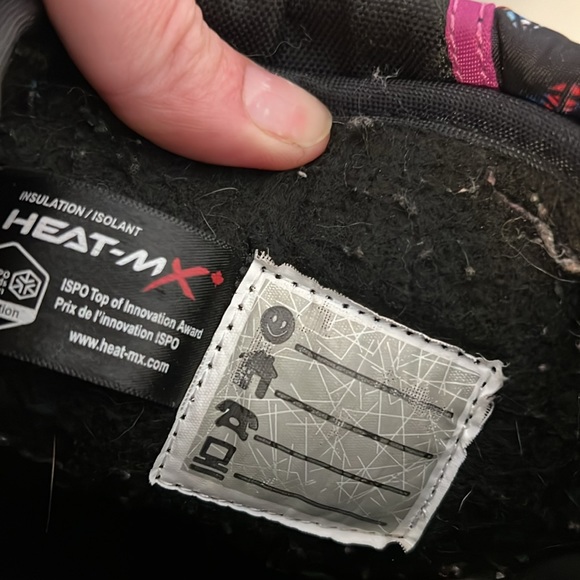 INSULATION / ISOLANT
HEAT-MX
ISPO Top of Innovation Award
Prix de l'innovation ISPO
www.heat-mx.com